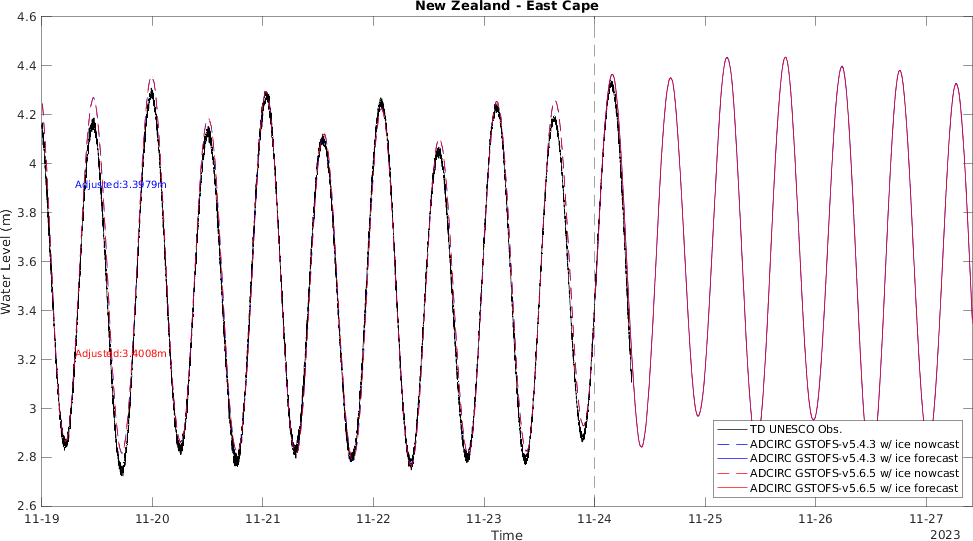 New Zealand - East Cape
4.6
4.4
4.2
4
3.8
3.6
3.4
3.2
3
2.8
2.6
Water Level (m)
Adjusted:3.3979m
Adjusted:3.4008m
TD UNESCO Obs.
ADCIRC GSTOFS-v5.4.3 w/ ice nowcast
ADCIRC GSTOFS-v5.4.3 w/ ice forecast
ADCIRC GSTOFS-v5.6.5 w/ ice nowcast
ADCIRC GSTOFS-v5.6.5 w/ ice forecast
11-19 11-20 11-21 11-22 11-23 11-24 11-25 11-26 11-27
Time
2023